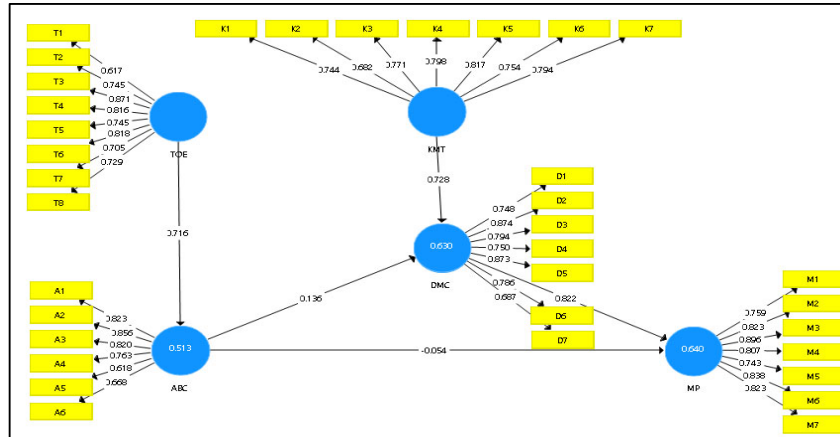 K1 K2 K3 K4 K5 K6 K7
0.744 0.682 0.771 0.798 0.817 0.754 0.794
KMT
T1
T2
T3
T4
T5
T6
T7
T8
0.617
0.745
0.871
0.816
0.745
0.818
0.705
0.729
TOE
0.716
0.728
D1
D2
D3
D4
D5
D6
D7
0.748
0.874
0.794
0.750
0.873
0.786
0.687
0.630
DMC
0.822
0.136
A1
A2
A3
A4
A5
A6
0.823
0.856
0.820
0.763
0.618
0.668
0.513
ABC
-0.054
0.640
MP
0.759
0.823
0.896
0.807
0.743
0.838
0.823
M1
M2
M3
M4
M5
M6
M7